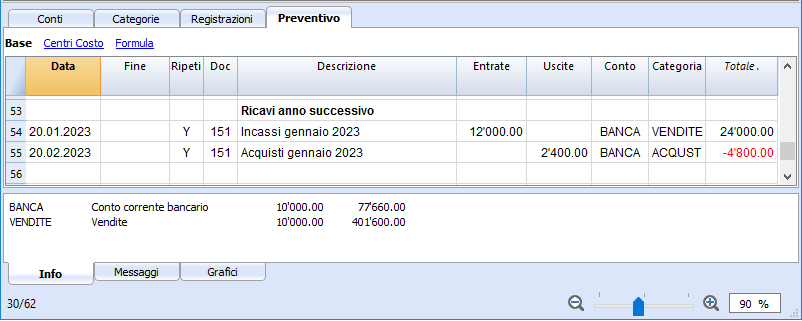 Conti Categorie Registrazioni Preventivo
Base Centri Costo Formula
Data Fine Ripeti Doc Descrizione Entrate Uscite Conto Categoria Totale .
53 Ricavi anno successivo
54 20.01.2023 Y 151 Incassi gennaio 2023 12'000.00 BANCA VENDITE 24'000.00
55 20.02.2023 Y 151 Acquisti gennaio 2023 2'400.00 BANCA ACQUST -4'800.00
56
BANCA Conto corrente bancario 10'000.00 77'660.00
VENDITE Vendite 10'000.00 401'600.00
Info Messaggi Grafici
30/62 90 %